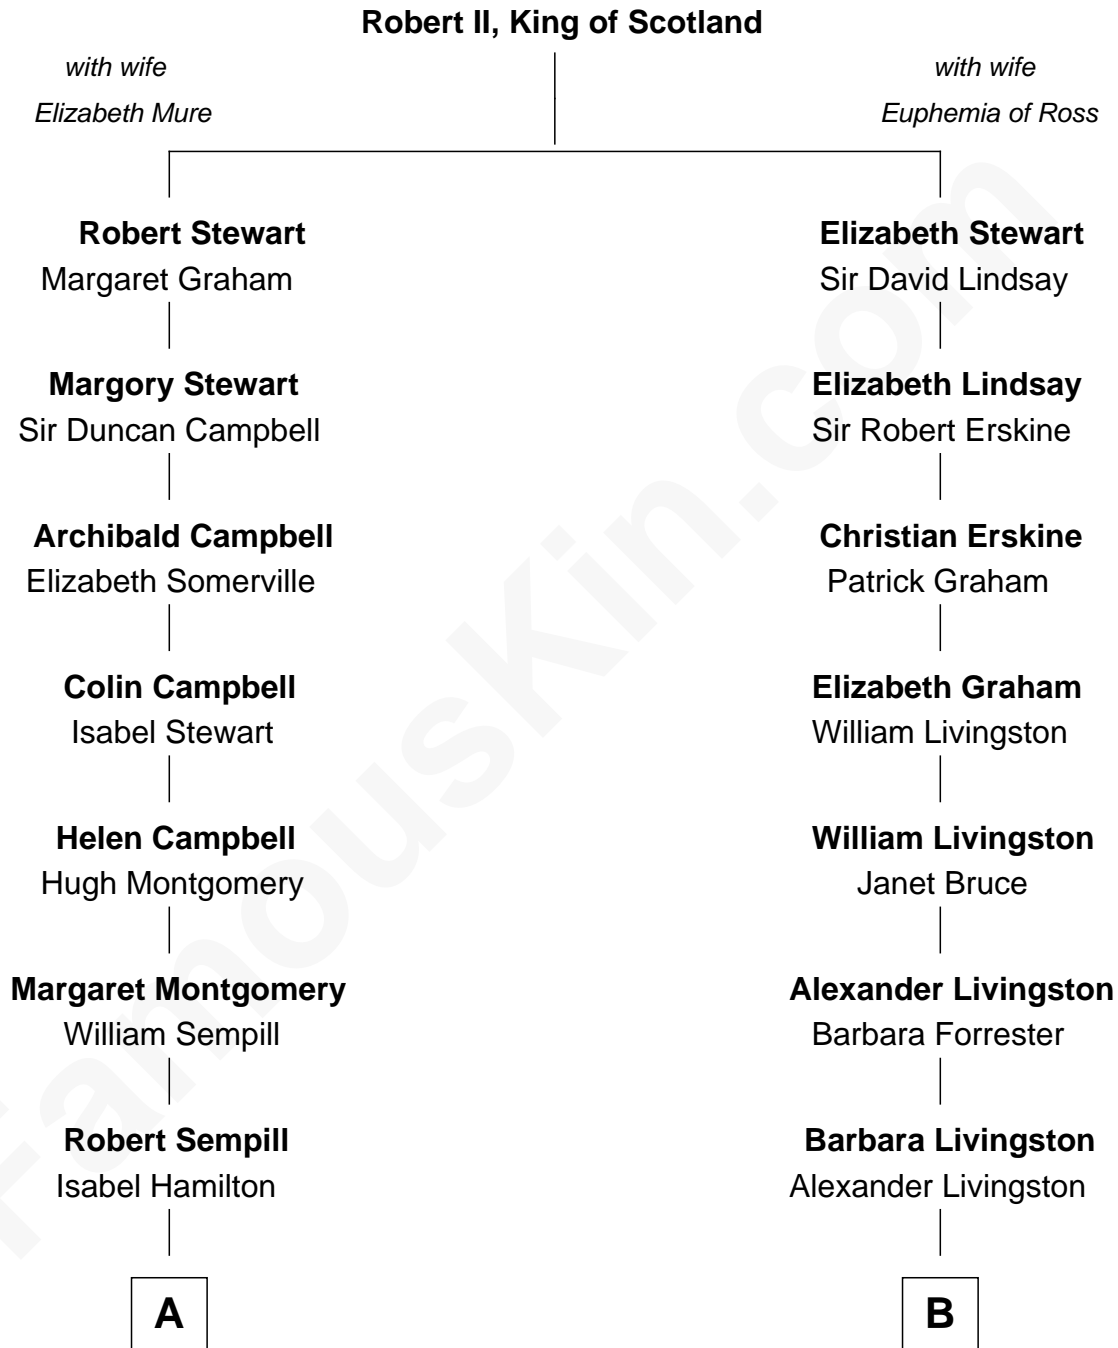 Robert II, King of Scotland
with wife
Elizabeth Mure
with wife
Euphemia of Ross
Robert Stewart
Margaret Graham
Elizabeth Stewart
Sir David Lindsay
Margory Stewart
Sir Duncan Campbell
Elizabeth Lindsay
Sir Robert Erskine
Archibald Campbell
Elizabeth Somerville
Christian Erskine
Patrick Graham
Colin Campbell
Isabel Stewart
Elizabeth Graham
William Livingston
Helen Campbell
Hugh Montgomery
William Livingston
Janet Bruce
Margaret Montgomery
William Sempill
Alexander Livingston
Barbara Forrester
Robert Sempill
Isabel Hamilton
Barbara Livingston
Alexander Livingston
A
B
FamousKin.com